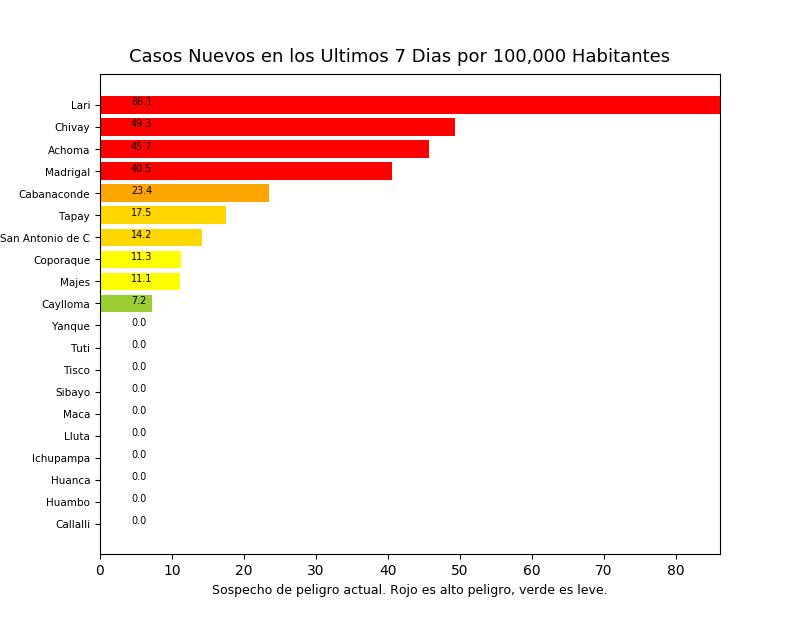 Casos Nuevos en los Ultimos 7 Dias por 100,000 Habitantes
Lari 86.1
Chivay 49.3
Achoma 45.7
Madrigal 40.5
Cabanaconde 23.4
Tapay 17.5
San Antonio de C 14.2
Coporaque 11.3
Majes 11.1
Caylloma 7.2
Yanque 0.0
Tuti 0.0
Tisco 0.0
Sibayo 0.0
Maca 0.0
Lluta 0.0
Ichupampa 0.0
Huanca 0.0
Huambo 0.0
Callalli 0.0
0 10 20 30 40 50 60 70 80
Sospecho de peligro actual. Rojo es alto peligro, verde es leve.